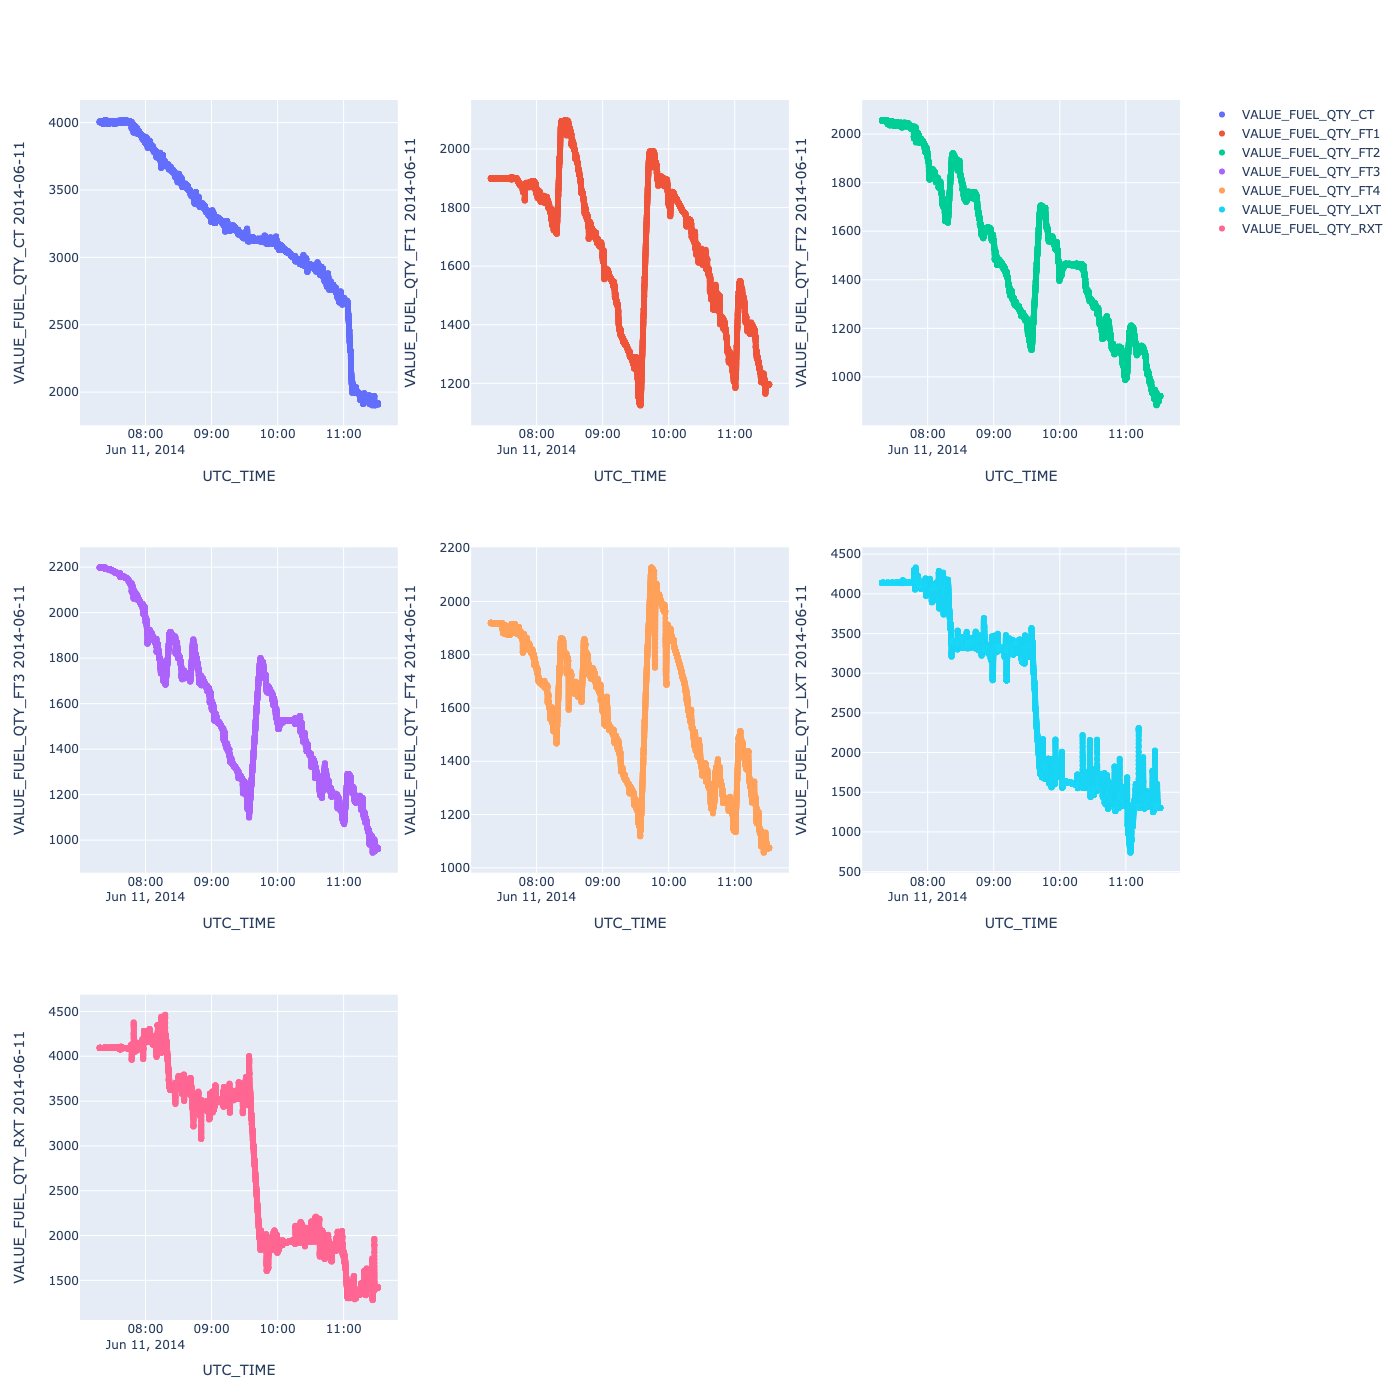 VALUE_FUEL_QTY_CT 2014-06-11
4000
3500
3000
2500
2000
08:00 09:00 10:00 11:00
Jun 11, 2014
UTC_TIME
VALUE_FUEL_QTY_FT1 2014-06-11
2000
1800
1600
1400
1200
08:00 09:00 10:00 11:00
Jun 11, 2014
UTC_TIME
VALUE_FUEL_QTY_FT2 2014-06-11
2000
1800
1600
1400
1200
1000
08:00 09:00 10:00 11:00
Jun 11, 2014
UTC_TIME
VALUE_FUEL_QTY_CT
VALUE_FUEL_QTY_FT1
VALUE_FUEL_QTY_FT2
VALUE_FUEL_QTY_FT3
VALUE_FUEL_QTY_FT4
VALUE_FUEL_QTY_LXT
VALUE_FUEL_QTY_RXT
VALUE_FUEL_QTY_FT3 2014-06-11
2200
2000
1800
1600
1400
1200
1000
08:00 09:00 10:00 11:00
Jun 11, 2014
UTC_TIME
VALUE_FUEL_QTY_FT4 2014-06-11
2200
2000
1800
1600
1400
1200
1000
08:00 09:00 10:00 11:00
Jun 11, 2014
UTC_TIME
VALUE_FUEL_QTY_LXT 2014-06-11
4500
4000
3500
3000
2500
2000
1500
1000
500
08:00 09:00 10:00 11:00
Jun 11, 2014
UTC_TIME
VALUE_FUEL_QTY_RXT 2014-06-11
4500
4000
3500
3000
2500
2000
1500
08:00 09:00 10:00 11:00
Jun 11, 2014
UTC_TIME